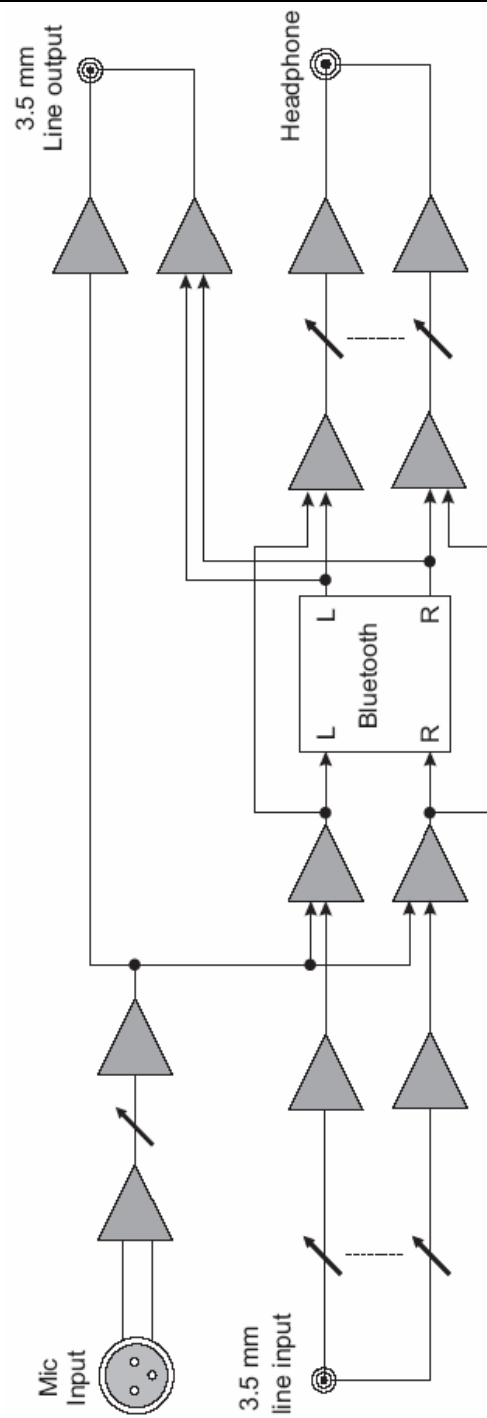 Mic
Input
3.5 mm
line input
L
R
Bluetooth
L
R
3.5 mm
Line output
Headphone